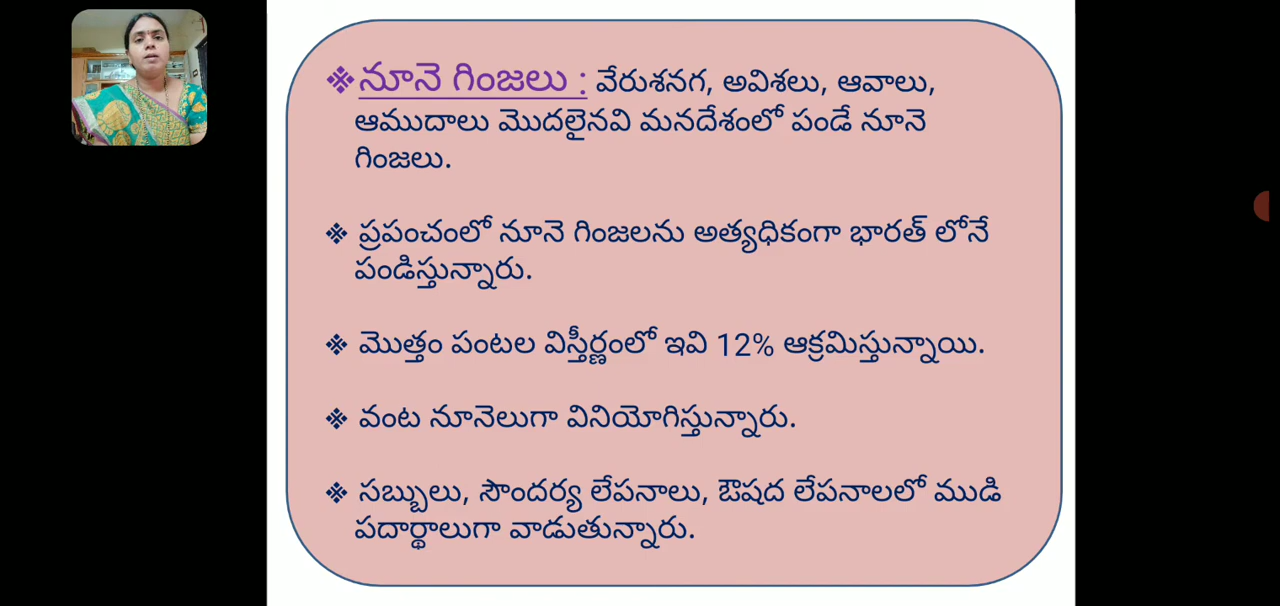 ❖నూనె గింజలు : వేరుశనగ, అవిశలు, ఆవాలు,
ఆముదాలు మొదలైనవి మనదేశంలో పండే నూనె
గింజలు.
❖ ప్రపంచంలో నూనె గింజలను అత్యధికంగా భారత్ లోనే
పండిస్తున్నారు.
❖ మొత్తం పంటల విస్తీర్ణంలో ఇవి 12% ఆక్రమిస్తున్నాయి.
❖ వంట నూనెలుగా వినియోగిస్తున్నారు.
❖ సబ్బులు, సౌందర్య లేపనాలు, ఔషద లేపనాలలో ముడి
పదార్థాలుగా వాడుతున్నారు.